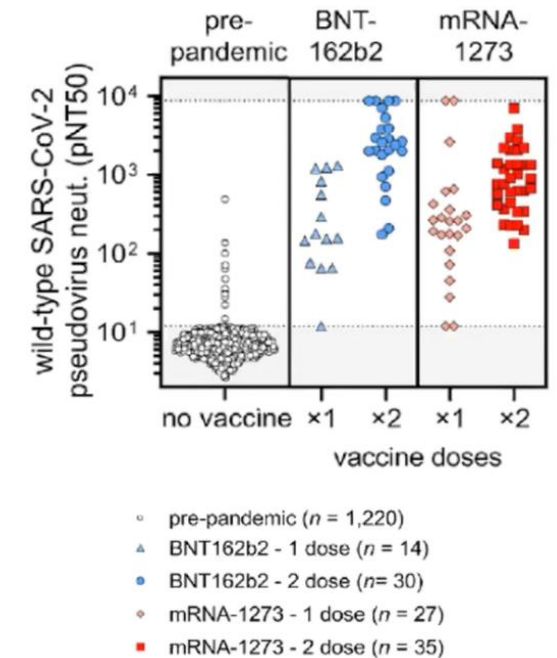 pre-
pandemic
BNT-
162b2
mRNA-
1273
wild-type SARS-CoV-2
pseudovirus neut. (pNT50)
10⁴
10³
10²
10¹
no vaccine ×1 ×2 ×1 ×2
vaccine doses
pre-pandemic (n = 1,220)
BNT162b2 - 1 dose (n = 14)
BNT162b2 - 2 dose (n= 30)
mRNA-1273 - 1 dose (n = 27)
mRNA-1273 - 2 dose (n = 35)